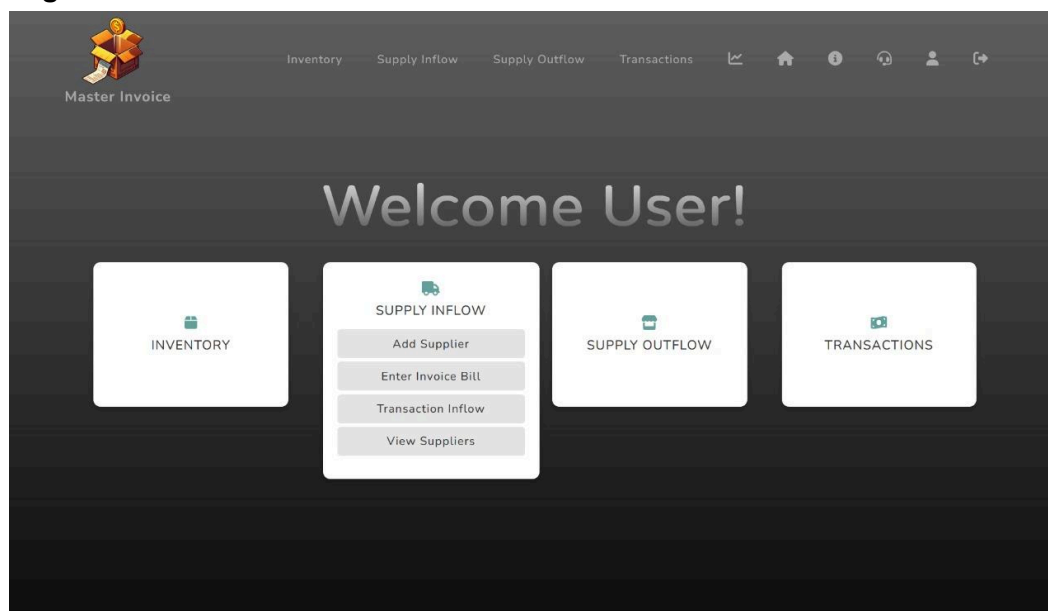 Inventory Supply Inflow Supply Outflow Transactions
Master Invoice
Welcome User!
INVENTORY
SUPPLY INFLOW
Add Supplier
Enter Invoice Bill
Transaction Inflow
View Suppliers
SUPPLY OUTFLOW
TRANSACTIONS